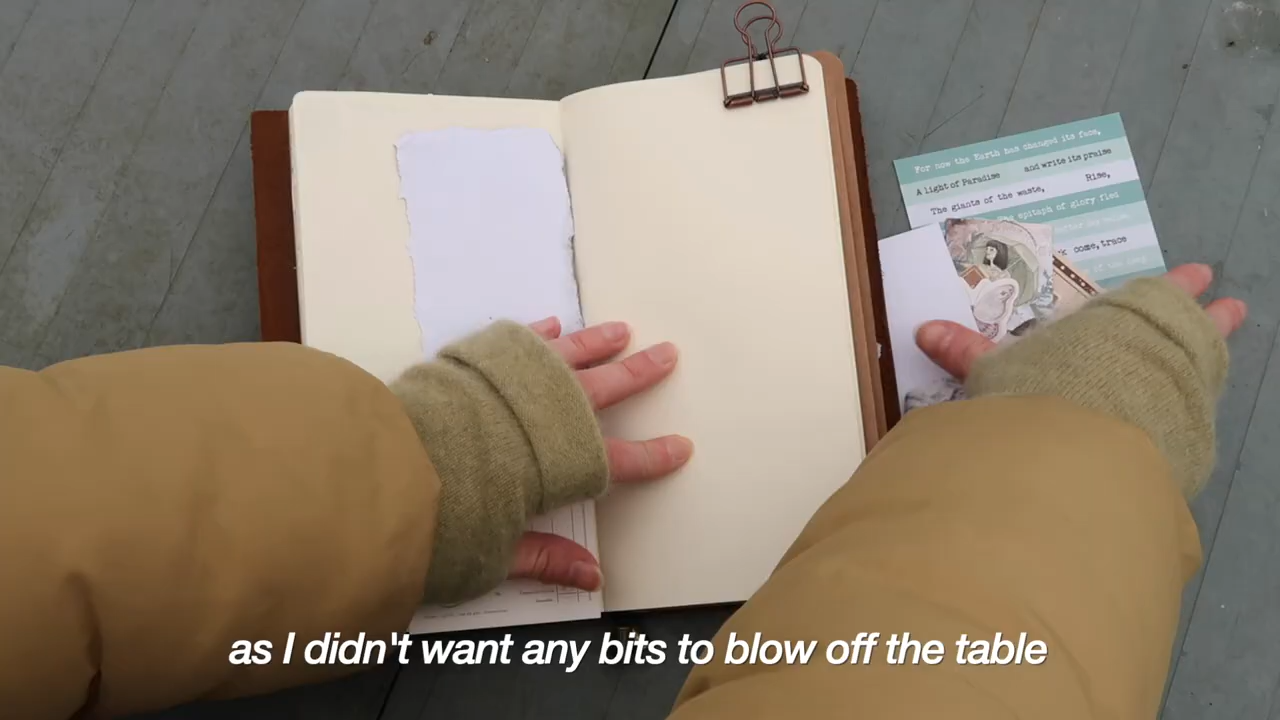 For now the Earth has changed its face,
A light of Paradise and write its praise
The giants of the waste, Rise,
The epitaph of glory fled
come, trace
as I didn't want any bits to blow off the table